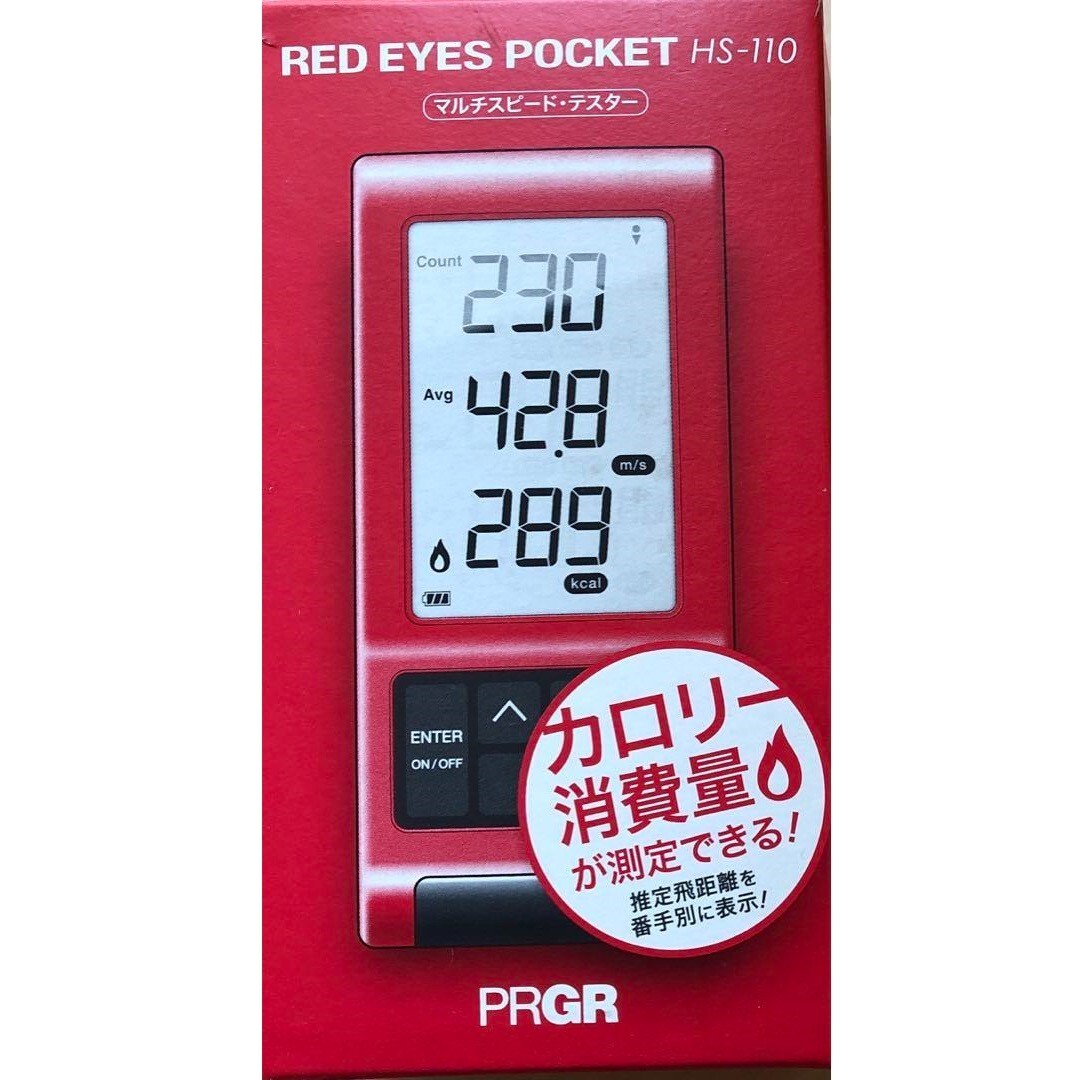 RED EYES POCKET HS-110
マルチスピード・テスター
Count 230
Avg 42.8
m/s
289
kcal
ENTER
ON/OFF
カロリー
消費量
が測定できる!
推定飛距離を
番手別に表示!
PRGR